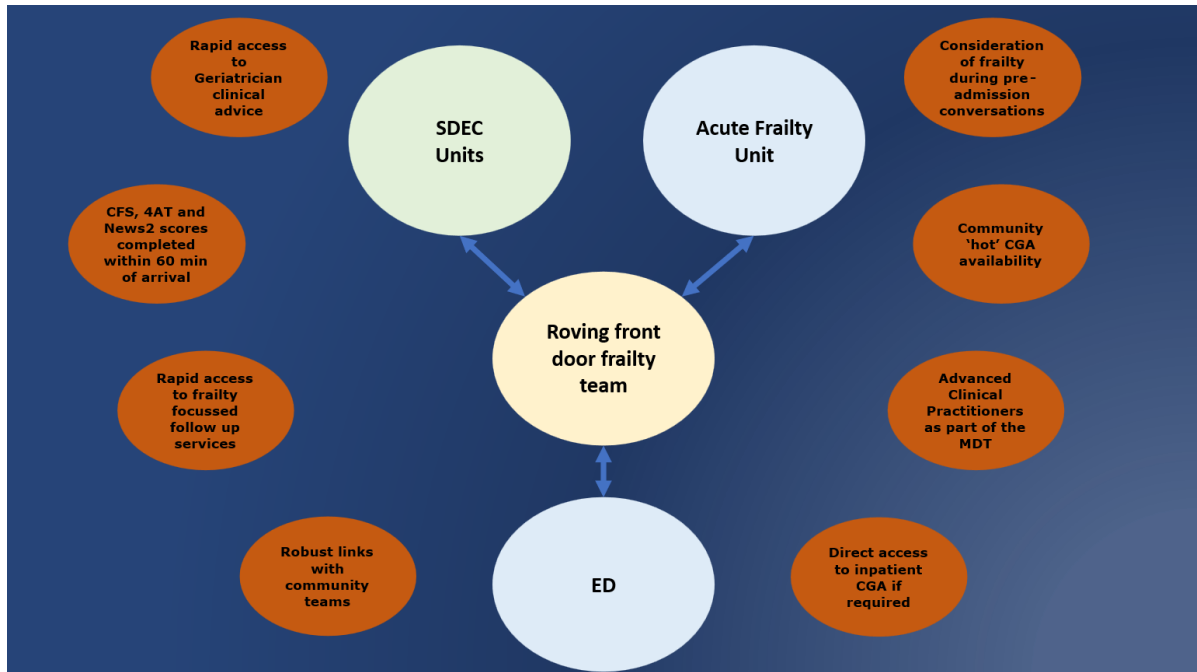 Rapid access
to
Geriatrician
clinical
advice
SDEC
Units
Acute Frailty
Unit
Consideration
of frailty
during pre-
admission
conversations
CFS, 4AT and
News2 scores
completed
within 60 min
of arrival
Community
‘hot’ CGA
availability
Roving front
door frailty
team
Rapid access
to frailty
focussed
follow up
services
Advanced
Clinical
Practitioners
as part of the
MDT
Robust links
with
community
teams
ED
Direct access
to inpatient
CGA if
required